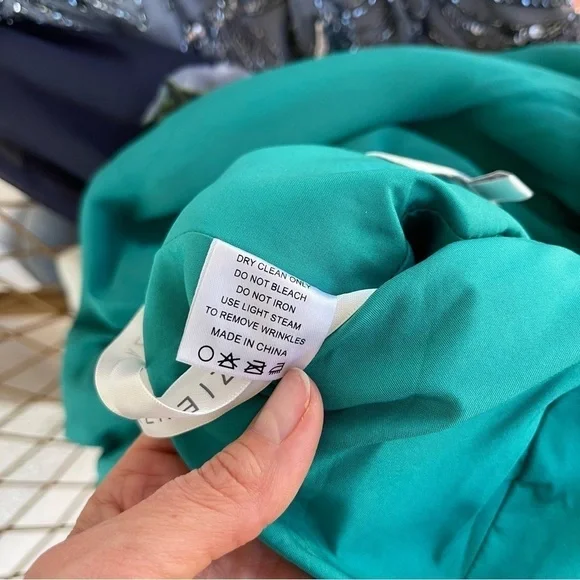 DRY CLEAN ONLY
DO NOT BLEACH
DO NOT IRON
USE LIGHT STEAM
TO REMOVE WRINKLES
MADE IN CHINA